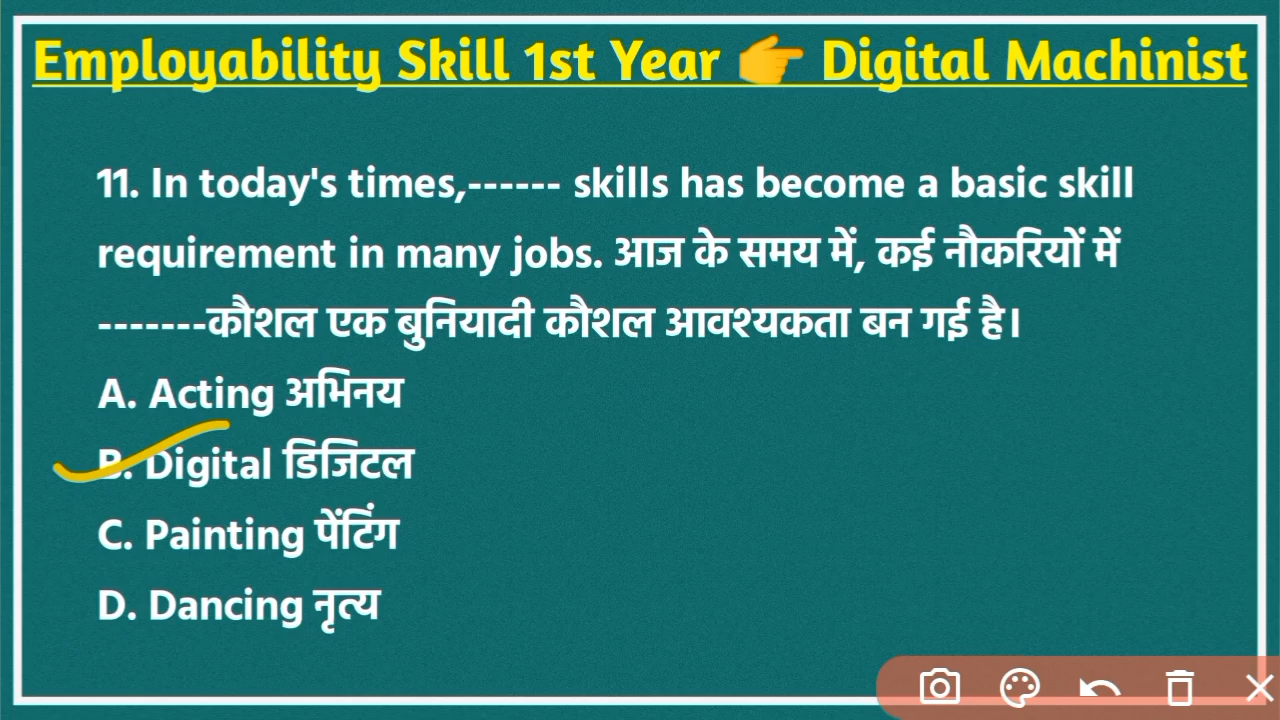 Employability Skill 1st Year 👉 Digital Machinist
11. In today's times,------ skills has become a basic skill
requirement in many jobs. आज के समय में, कई नौकरियों में
-------कौशल एक बुनियादी कौशल आवश्यकता बन गई है।
A. Acting अभिनय
B. Digital डिजिटल
C. Painting पेंटिंग
D. Dancing नृत्य